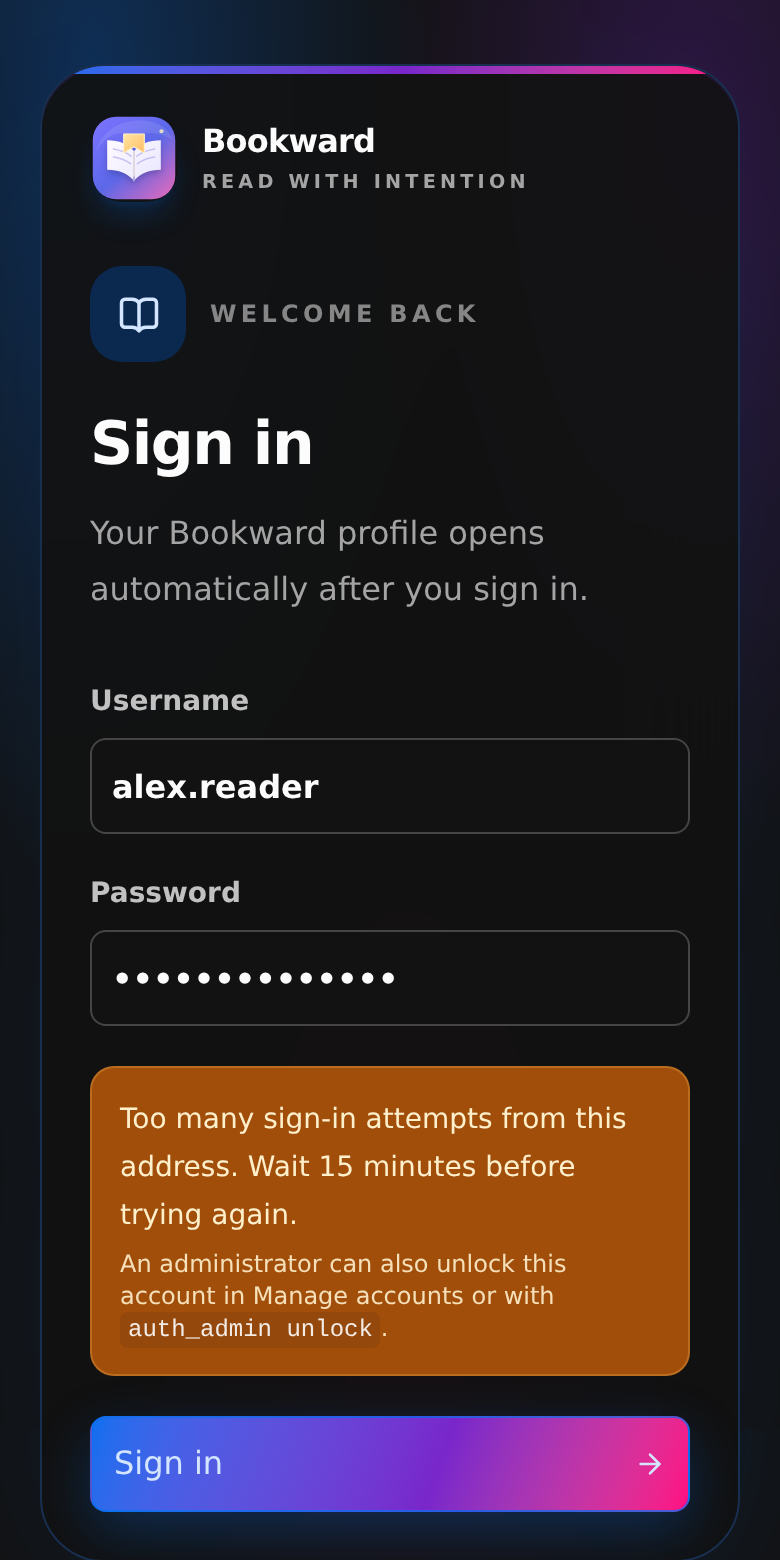 Bookward
READ WITH INTENTION
WELCOME BACK
Sign in
Your Bookward profile opens
automatically after you sign in.
Username
alex.reader
Password
••••••••••••••
Too many sign-in attempts from this
address. Wait 15 minutes before
trying again.
An administrator can also unlock this
account in Manage accounts or with
auth_admin unlock.
Sign in